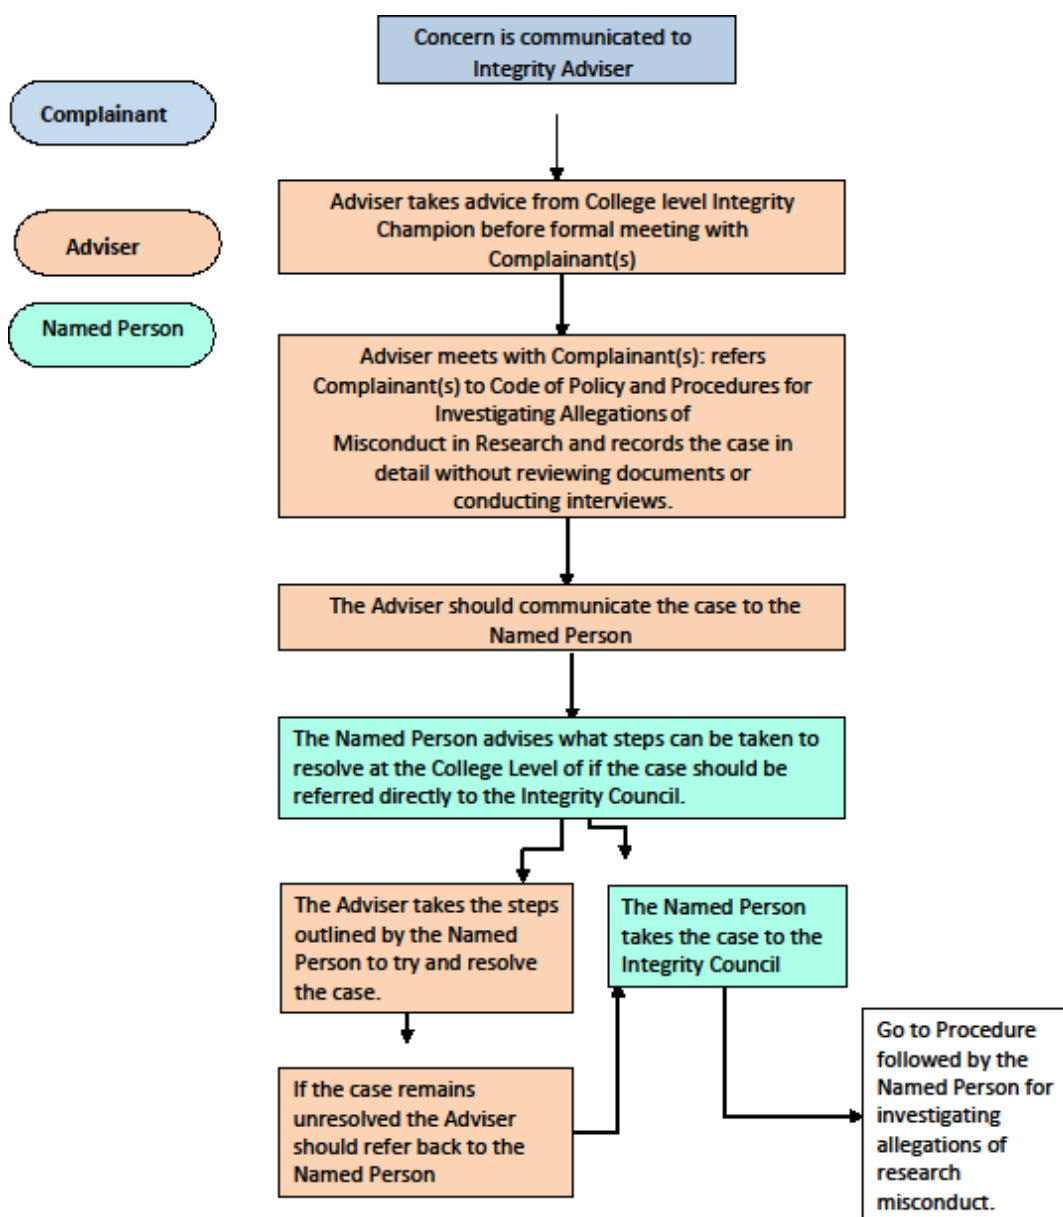 Concern is communicated to
Integrity Adviser
Complainant
Adviser
Named Person
Adviser takes advice from College level Integrity
Champion before formal meeting with
Complainant(s)
Adviser meets with Complainant(s): refers
Complainant(s) to Code of Policy and Procedures for
Investigating Allegations of
Misconduct in Research and records the case in
detail without reviewing documents or
conducting interviews.
The Adviser should communicate the case to the
Named Person
The Named Person advises what steps can be taken to
resolve at the College Level of if the case should be
referred directly to the Integrity Council.
The Adviser takes the steps
outlined by the Named
Person to try and resolve
the case.
The Named Person
takes the case to the
Integrity Council
If the case remains
unresolved the Adviser
should refer back to the
Named Person
Go to Procedure
followed by the
Named Person for
investigating
allegations of
research
misconduct.